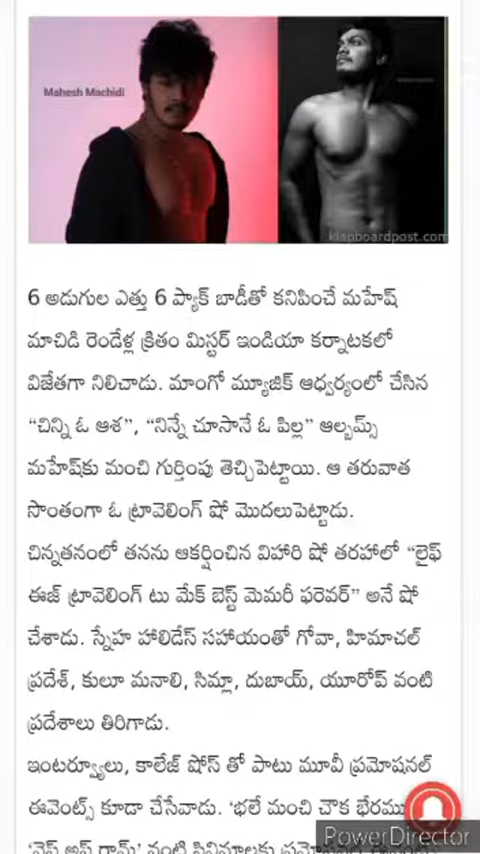 Mahesh Machidi
klapboardpost.com
6 అడుగుల ఎత్తు 6 ప్యాక్ బాడీతో కనిపించే మహేష్
మాచిడి రెండేళ్ల క్రితం మిస్టర్ ఇండియా కర్నాటకలో
విజేతగా నిలిచాడు. మాంగో మ్యూజిక్ ఆధ్వర్యంలో చేసిన
“చిన్ని ఓ ఆశ”, “నిన్నే చూసానే ఓ పిల్ల” ఆల్బమ్స్
మహేష్‌కు మంచి గుర్తింపు తెచ్చిపెట్టాయి. ఆ తరువాత
సొంతంగా ఓ ట్రావెలింగ్ షో మొదలుపెట్టాడు.
చిన్నతనంలో తనను ఆకర్షించిన విహారి షో తరహాలో “లైఫ్
ఈజ్ ట్రావెలింగ్ టు మేక్ బెస్ట్ మెమరీ ఫరెవర్” అనే షో
చేశాడు. స్నేహ హాలిడేస్ సహాయంతో గోవా, హిమాచల్
ప్రదేశ్, కులూ మనాలి, సిమ్లా, దుబాయ్, యూరోప్ వంటి
ప్రదేశాలు తిరిగాడు.
ఇంటర్వ్యూలు, కాలేజ్ షోస్ తో పాటు మూవీ ప్రమోషనల్
ఈవెంట్స్ కూడా చేసేవాడు. ‘భలే మంచి చౌక భేరము
PowerDirector